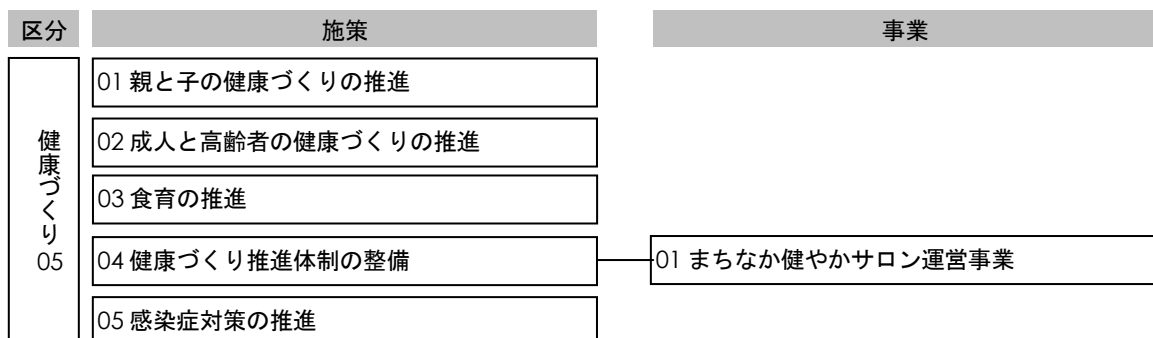 区分
施策
事業
健康づくり 05
01 親と子の健康づくりの推進
02 成人と高齢者の健康づくりの推進
03 食育の推進
04 健康づくり推進体制の整備
01 まちなか健やかサロン運営事業
05 感染症対策の推進